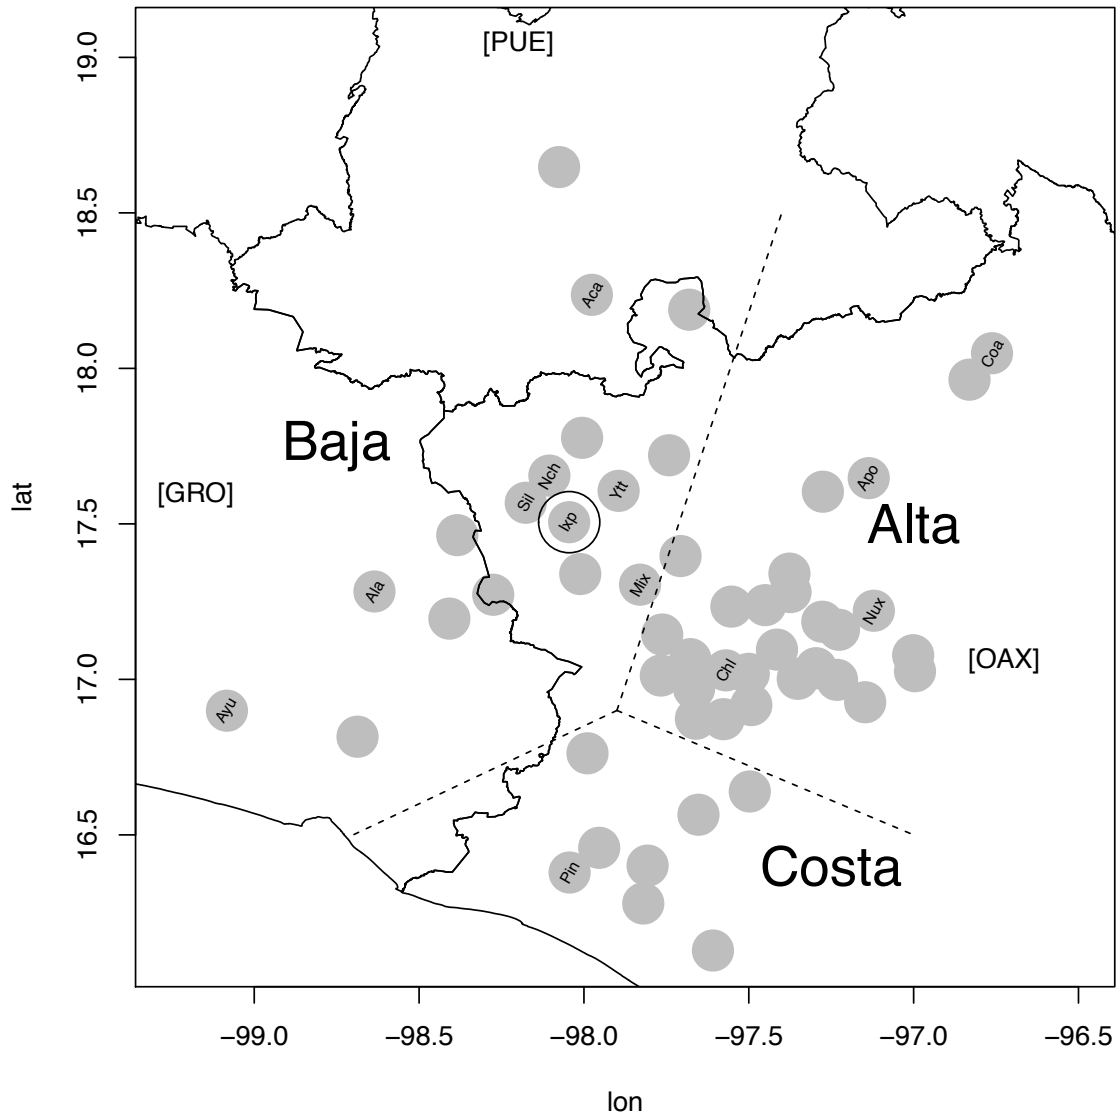 [PUE]
19.0
18.5
Aca
18.0
Coa
Baja
Nch
Apo
[GRO]
Ytt
Sil
lat
17.5
Ixp
Alta
Mix
Ala
Nux
[OAX]
17.0
Chl
Ayu
16.5
Pin
Costa
−99.0 −98.5 −98.0 −97.5 −97.0 −96.5
lon